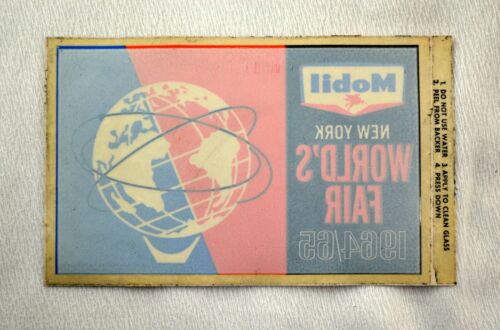 Mobil
NEW YORK
WORLD'S
FAIR
1964/65
1. DO NOT USE WATER 3. APPLY TO CLEAN GLASS
2. PEEL FROM BACKER 4. PRESS DOWN